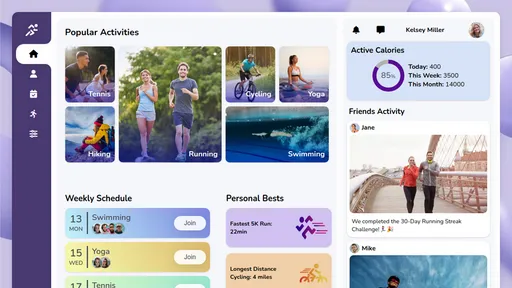 Popular Activities
Tennis
Running
Cycling
Yoga
Hiking
Swimming
Weekly Schedule
13
MON
Swimming
Join
15
WED
Yoga
Join
17
Tennis
Personal Bests
Fastest 5K Run:
22min
Longest Distance
Cycling: 4 miles
Kelsey Miller
Active Calories
85%
Today: 400
This Week: 3500
This Month: 14000
Friends Activity
Jane
We completed the 30-Day Running Streak
Challenge!🏃‍♀️🎉
Mike